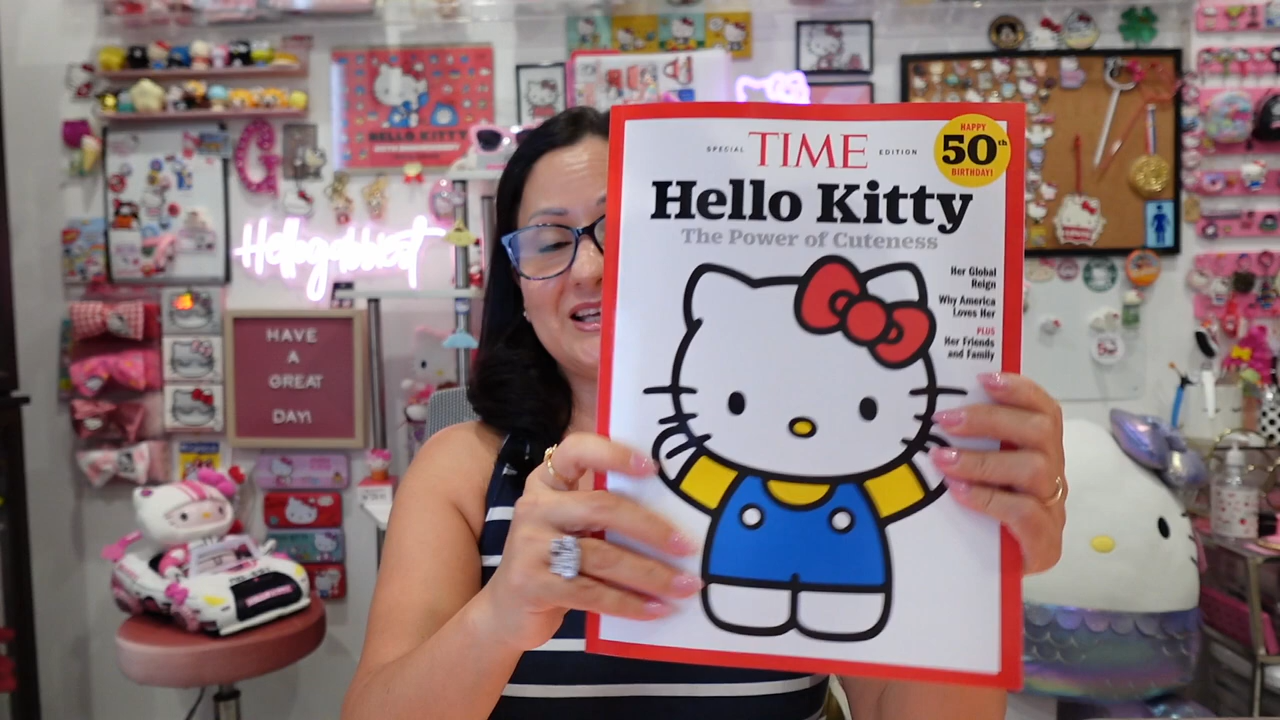 HELLO KITTY
Hellogabbicat
HAVE
A
GREAT
DAY!
SPECIAL TIME EDITION
HAPPY
50th
BIRTHDAY!
Hello Kitty
The Power of Cuteness
Her Global
Reign
Why America
Loves Her
PLUS
Her Friends
and Family